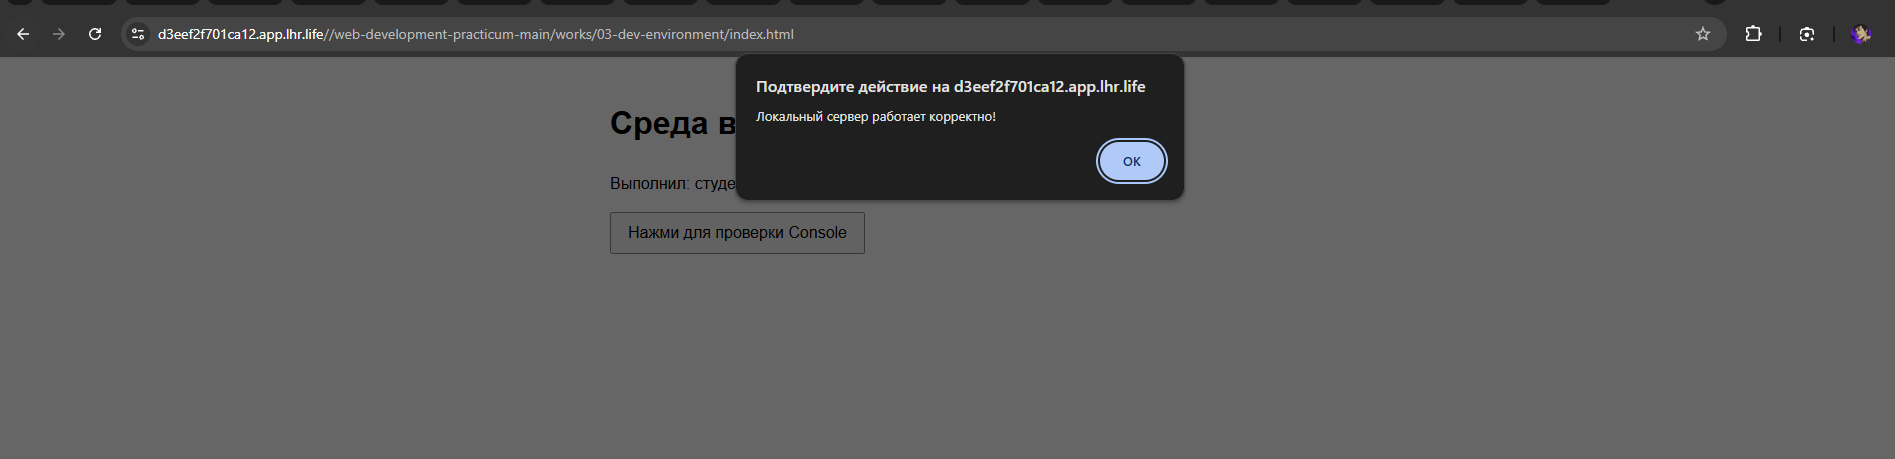 d3eef2f701ca12.app.lhr.life//web-development-practicum-main/works/03-dev-environment/index.html
Подтвердите действие на d3eef2f701ca12.app.lhr.life
Локальный сервер работает корректно!
ОК
Среда в
Выполнил: студе
Нажми для проверки Console